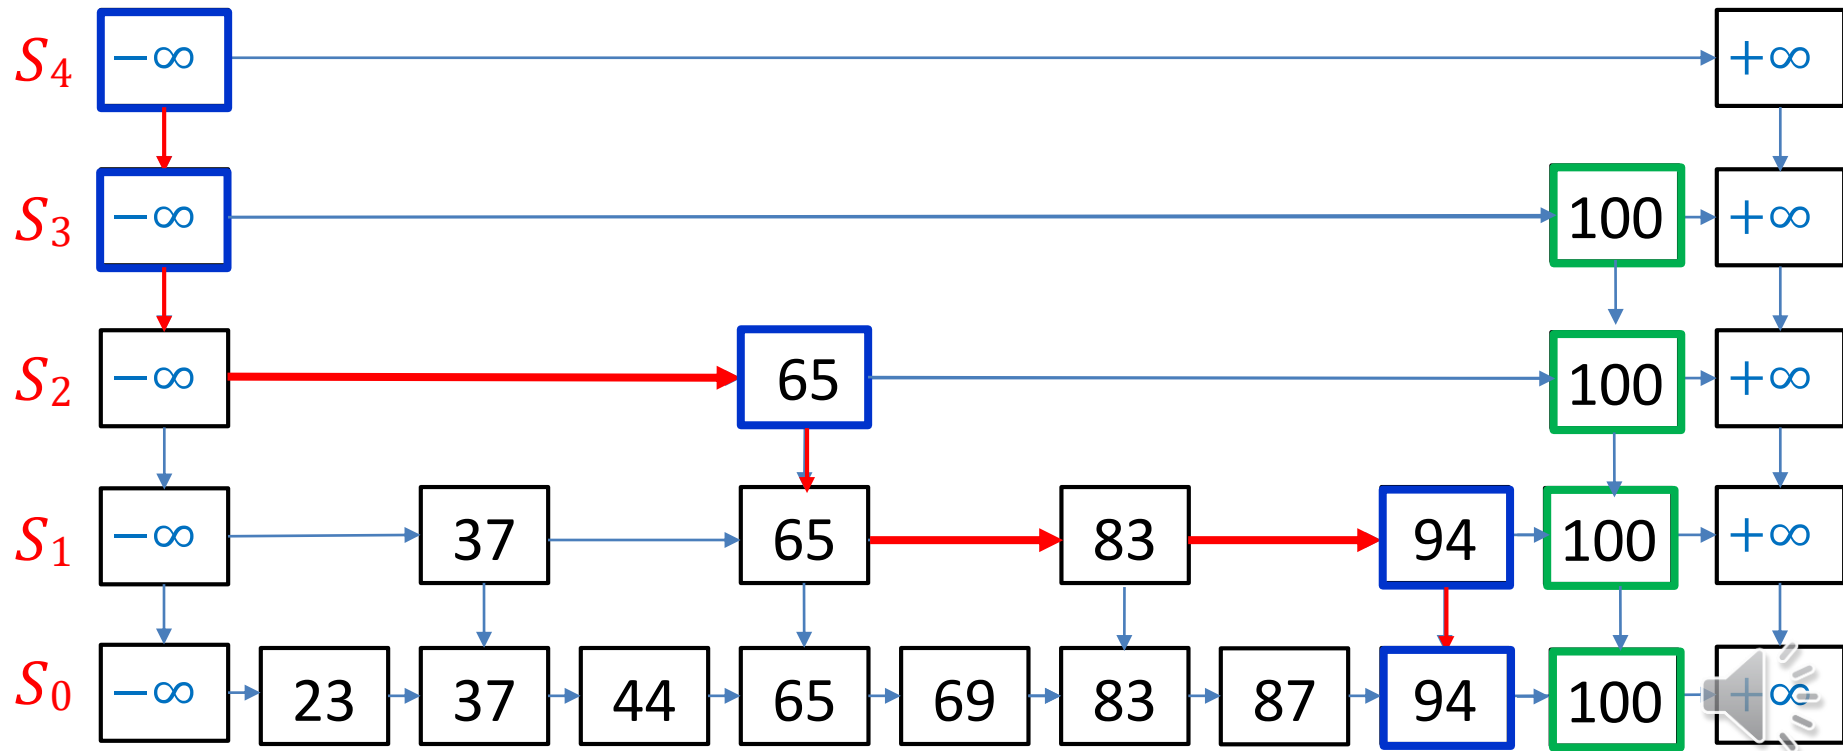 S4 −∞ +∞
S3 −∞ 100 +∞
S2 −∞ 65 100 +∞
S1 −∞ 37 65 83 94 100 +∞
S0 −∞ 23 37 44 65 69 83 87 94 100 +∞